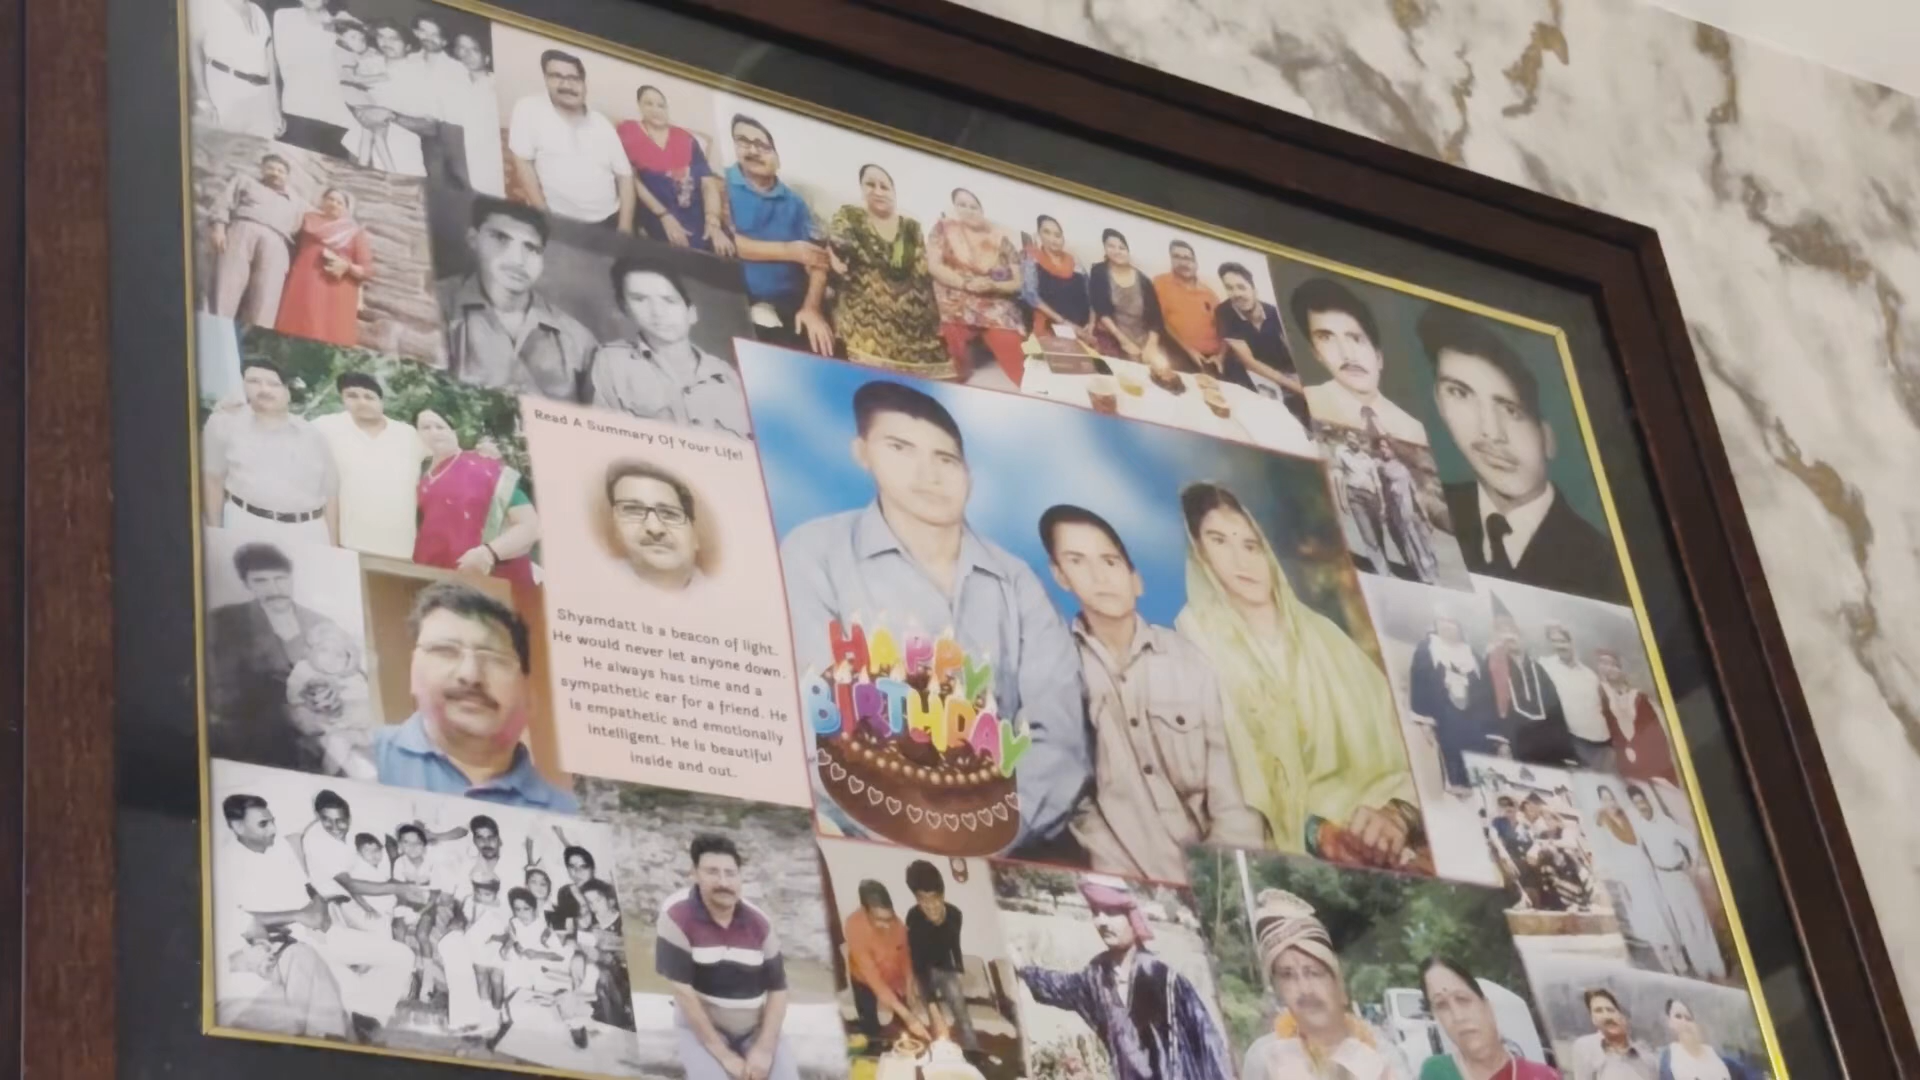 Read A Summary Of Your Life!
Shyamdatt is a beacon of light.
He would never let anyone down.
He always has time and a
sympathetic ear for a friend. He
is empathetic and emotionally
intelligent. He is beautiful
inside and out.
HAPPY
BIRTHDAY